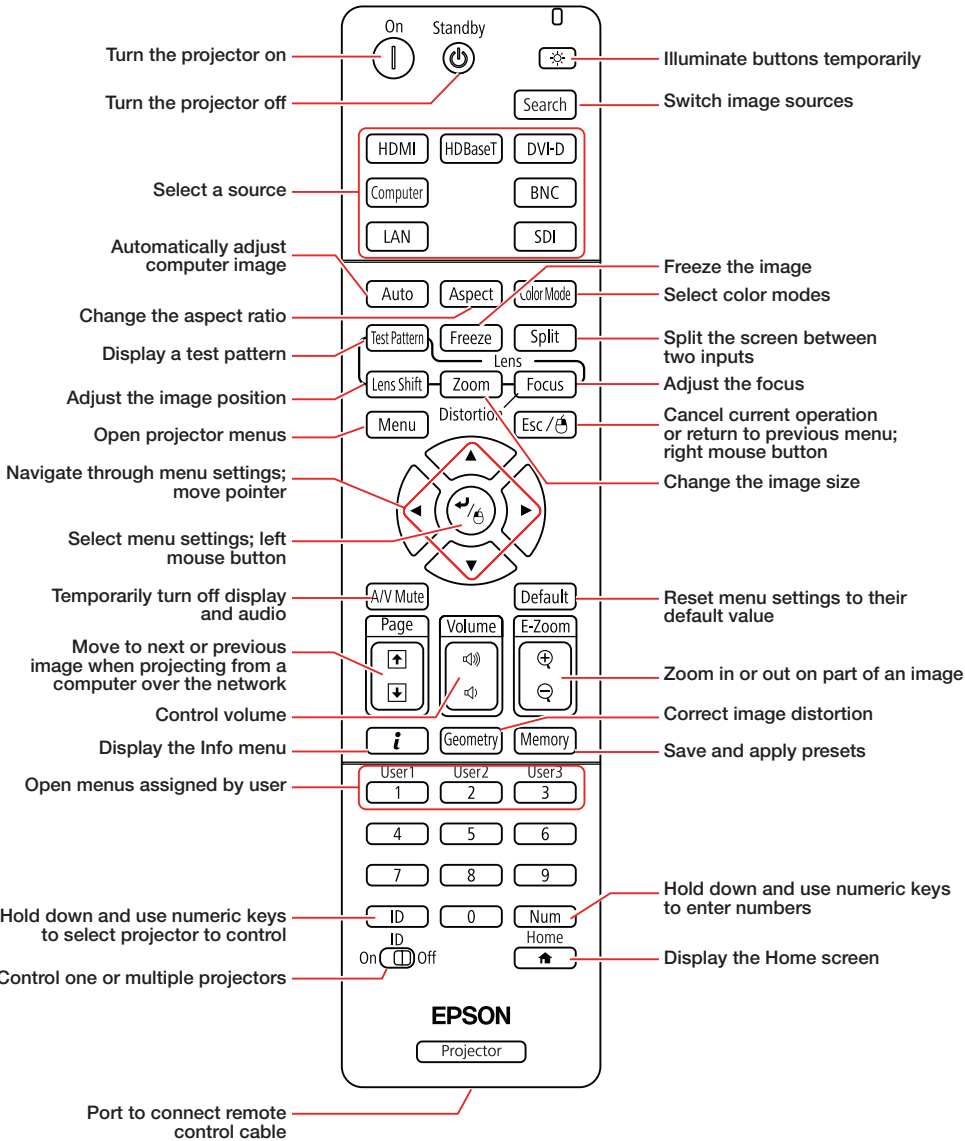 On
Standby
Turn the projector on
Illuminate buttons temporarily
Turn the projector off
Search
Switch image sources
HDMI
HDBaseT
DVI-D
Select a source
Computer
BNC
LAN
SDI
Automatically adjust
computer image
Freeze the image
Auto
Aspect
Color Mode
Select color modes
Change the aspect ratio
Test Pattern
Freeze
Split
Split the screen between
two inputs
Display a test pattern
Lens
Lens Shift
Zoom
Focus
Adjust the focus
Adjust the image position
Distortion
Menu
Esc /
Cancel current operation
or return to previous menu;
right mouse button
Open projector menus
Navigate through menu settings;
move pointer
Change the image size
Select menu settings; left
mouse button
/
Temporarily turn off display
and audio
A/V Mute
Default
Reset menu settings to their
default value
Page
Volume
E-Zoom
Move to next or previous
image when projecting from a
computer over the network
Zoom in or out on part of an image
Control volume
Correct image distortion
Display the Info menu
i
Geometry
Memory
Save and apply presets
User1
User2
User3
Open menus assigned by user
1
2
3
4
5
6
7
8
9
Hold down and use numeric keys
to enter numbers
Hold down and use numeric keys
to select projector to control
ID
0
Num
ID
On
Off
Home
Display the Home screen
Control one or multiple projectors
EPSON
Projector
Port to connect remote
control cable